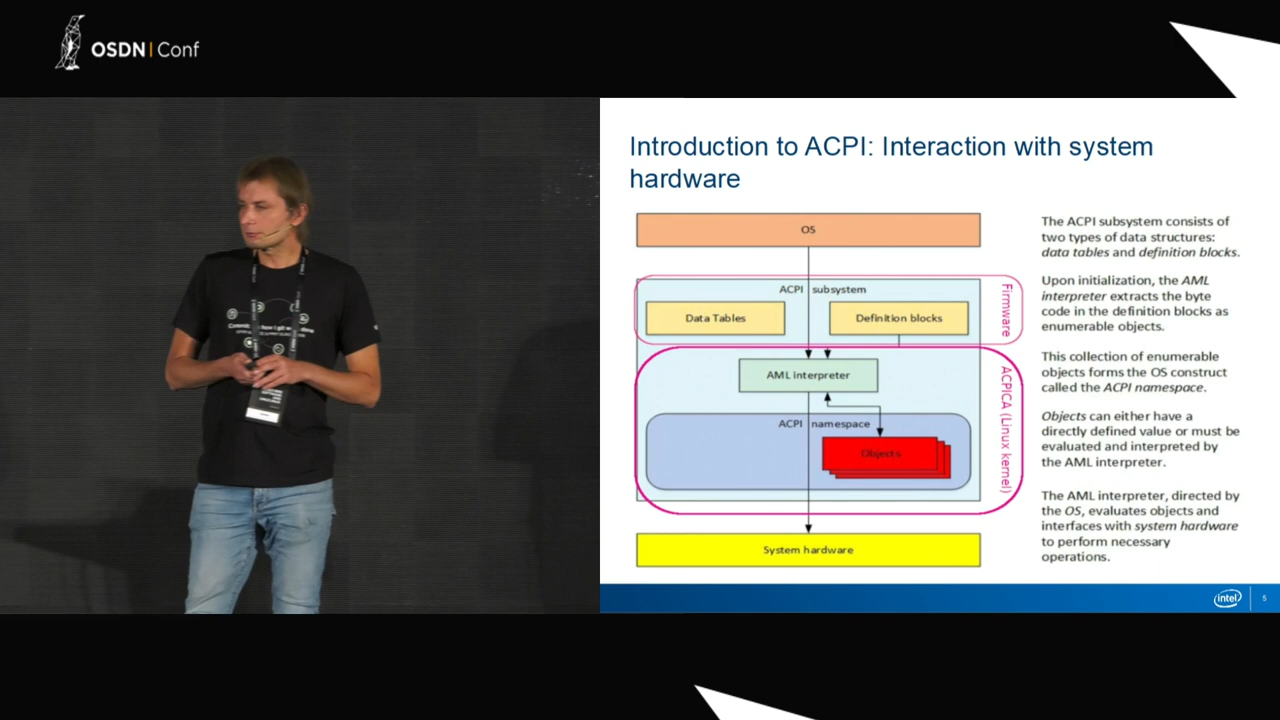 OSDN | Conf
Introduction to ACPI: Interaction with system
hardware
OS
ACPI subsystem
Data Tables
Definition blocks
Firmware
AML interpreter
ACPI namespace
Objects
ACPICA (Linux kernel)
System hardware
The ACPI subsystem consists of
two types of data structures:
data tables and definition blocks.
Upon initialization, the AML
interpreter extracts the byte
code in the definition blocks as
enumerable objects.
This collection of enumerable
objects forms the OS construct
called the ACPI namespace.
Objects can either have a
directly defined value or must be
evaluated and interpreted by
the AML interpreter.
The AML interpreter, directed by
the OS, evaluates objects and
interfaces with system hardware
to perform necessary
operations.
intel
5